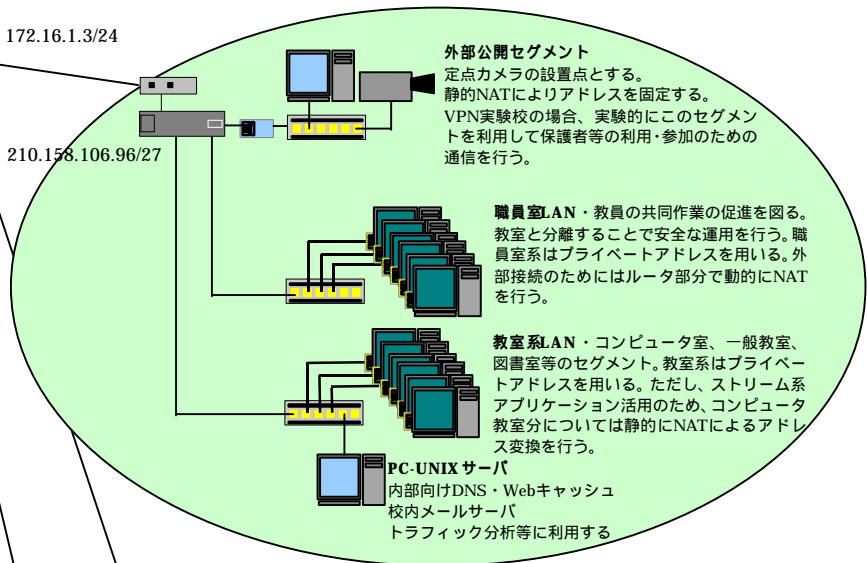 172.16.1.3/24
210.158.106.96/27
外部公開セグメント
定点カメラの設置点とする。
静的NATによりアドレスを固定する。
VPN実験校の場合、実験的にこのセグメン
トを利用して保護者等の利用・参加のための
通信を行う。
職員室LAN・教員の共同作業の促進を図る。
教室と分離することで安全な運用を行う。職
員室系はプライベートアドレスを用いる。外
部接続のためにはルータ部分で動的にNAT
を行う。
教室系LAN・コンピュータ室、一般教室、
図書室等のセグメント。教室系はプライベー
トアドレスを用いる。ただし、ストリーム系
アプリケーション活用のため、コンピュータ
教室分については静的にNATによるアドレ
ス変換を行う。
PC-UNIXサーバ
内部向けDNS・Webキャッシュ
校内メールサーバ
トラフィック分析等に利用する